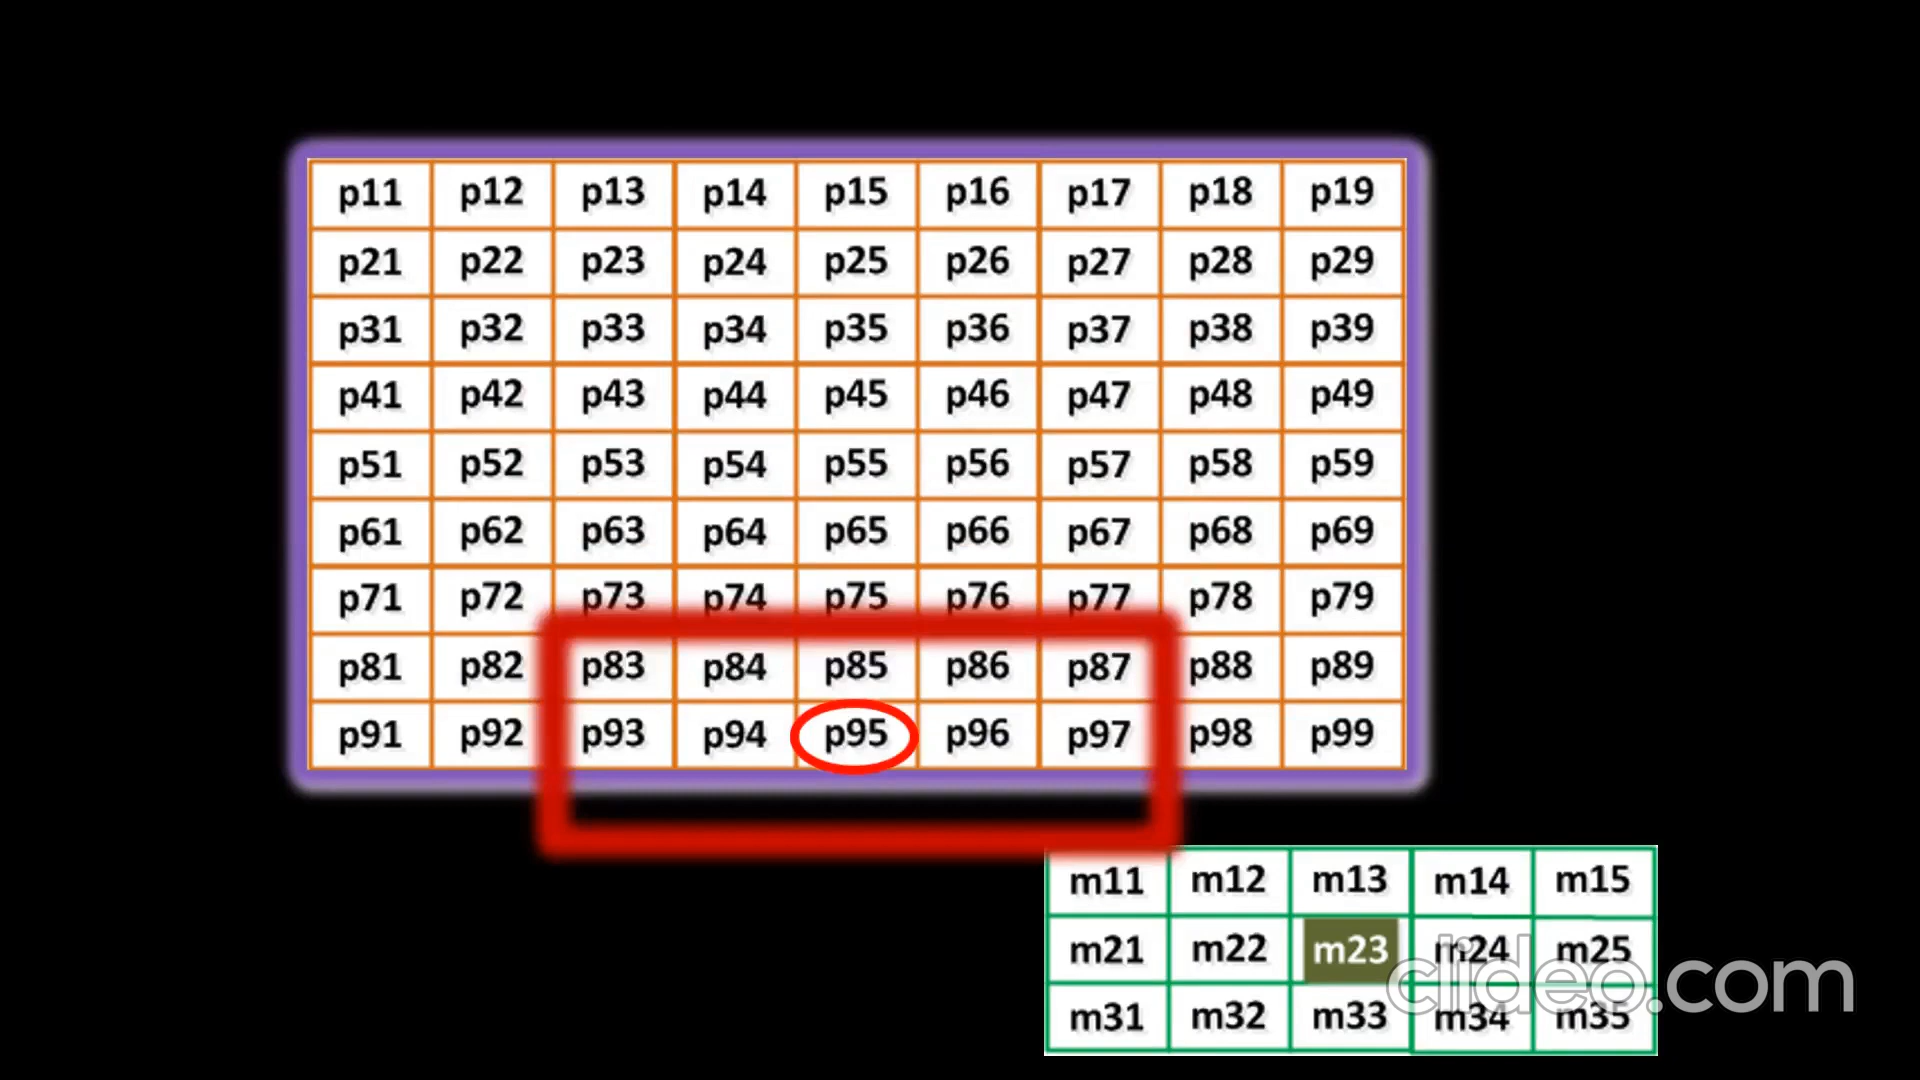 p11 p12 p13 p14 p15 p16 p17 p18 p19
p21 p22 p23 p24 p25 p26 p27 p28 p29
p31 p32 p33 p34 p35 p36 p37 p38 p39
p41 p42 p43 p44 p45 p46 p47 p48 p49
p51 p52 p53 p54 p55 p56 p57 p58 p59
p61 p62 p63 p64 p65 p66 p67 p68 p69
p71 p72 p73 p74 p75 p76 p77 p78 p79
p81 p82 p83 p84 p85 p86 p87 p88 p89
p91 p92 p93 p94 p95 p96 p97 p98 p99
m11 m12 m13 m14 m15
m21 m22 m23 m24 m25
m31 m32 m33 m34 m35
clideo.com